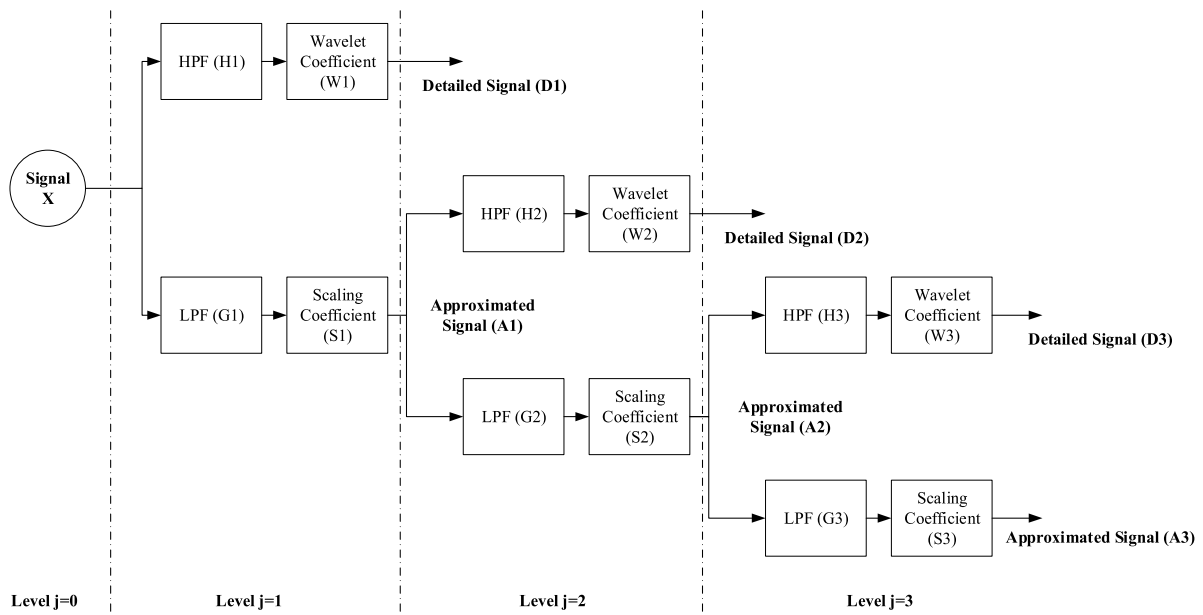 Signal
X
HPF (H1)
Wavelet
Coefficient
(W1)
Detailed Signal (D1)
LPF (G1)
Scaling
Coefficient
(S1)
Approximated
Signal (A1)
HPF (H2)
Wavelet
Coefficient
(W2)
Detailed Signal (D2)
LPF (G2)
Scaling
Coefficient
(S2)
Approximated
Signal (A2)
HPF (H3)
Wavelet
Coefficient
(W3)
Detailed Signal (D3)
LPF (G3)
Scaling
Coefficient
(S3)
Approximated Signal (A3)
Level j=0
Level j=1
Level j=2
Level j=3